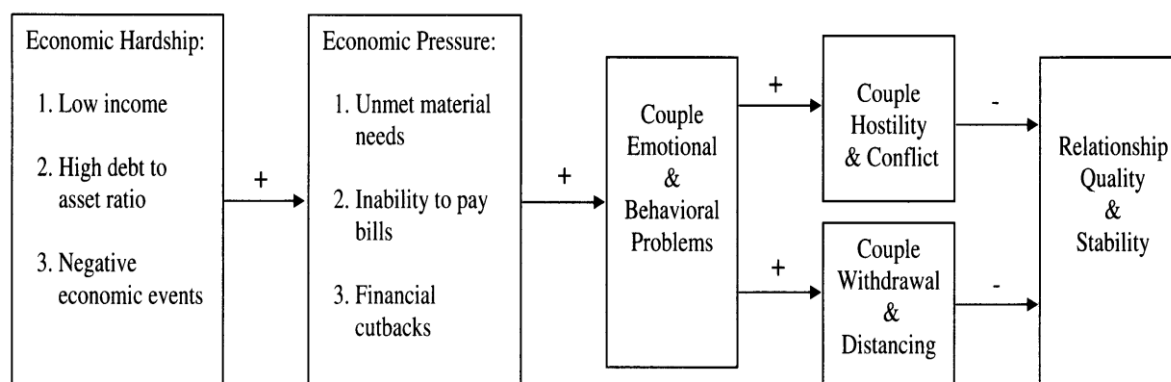 Economic Hardship:
1. Low income
2. High debt to
asset ratio
3. Negative
economic events
+
Economic Pressure:
1. Unmet material
needs
2. Inability to pay
bills
3. Financial
cutbacks
+
Couple
Emotional
&
Behavioral
Problems
+
+
Couple
Hostility
& Conflict
Couple
Withdrawal
&
Distancing
-
-
Relationship
Quality
&
Stability